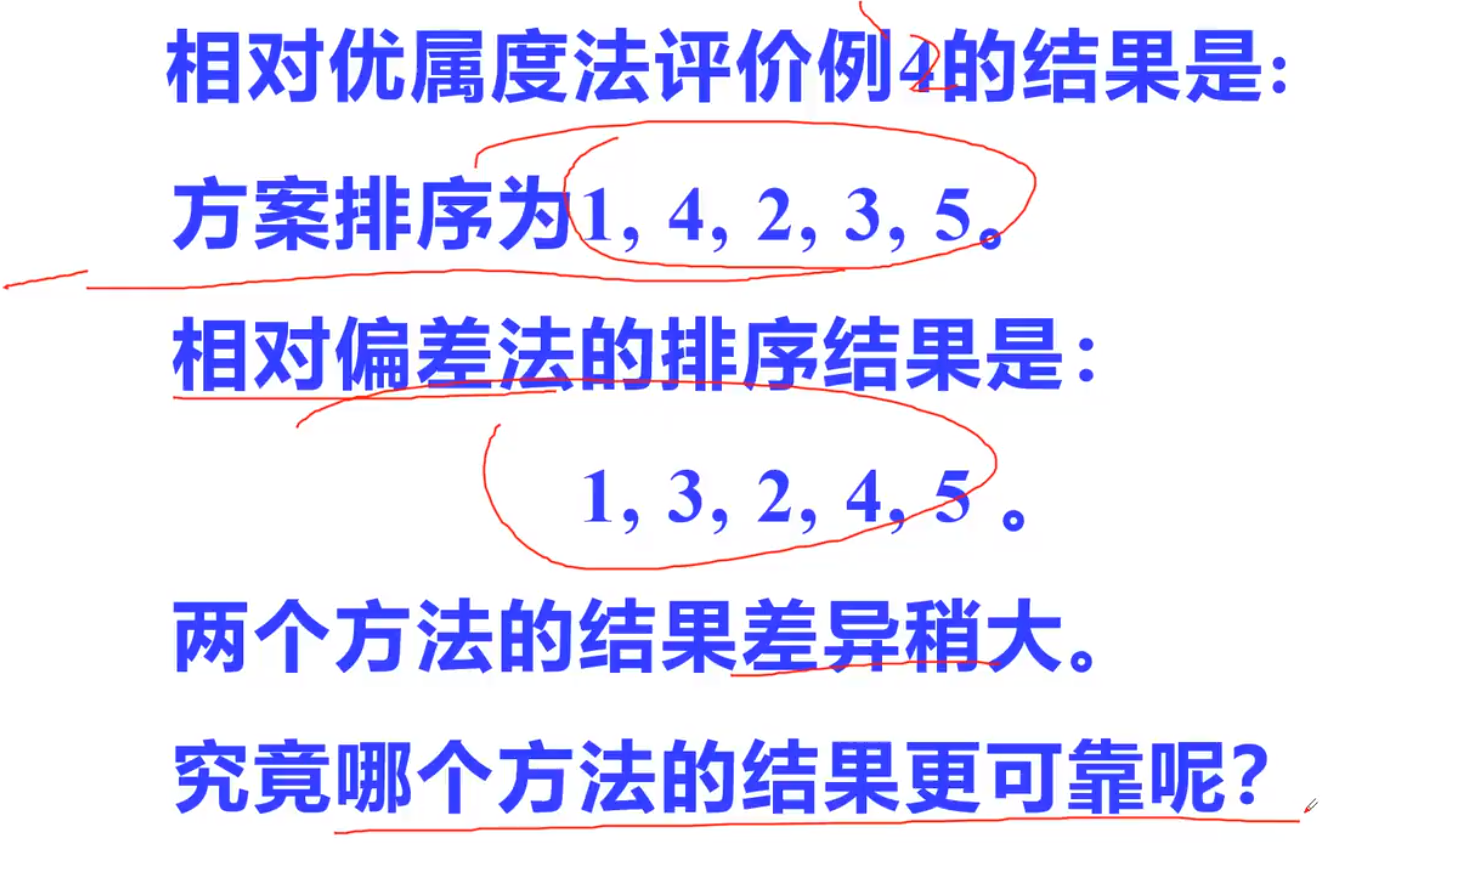 相对优属度法评价例4的结果是:
方案排序为1, 4, 2, 3, 5。
相对偏差法的排序结果是:
1, 3, 2, 4, 5 。
两个方法的结果差异稍大。
究竟哪个方法的结果更可靠呢?